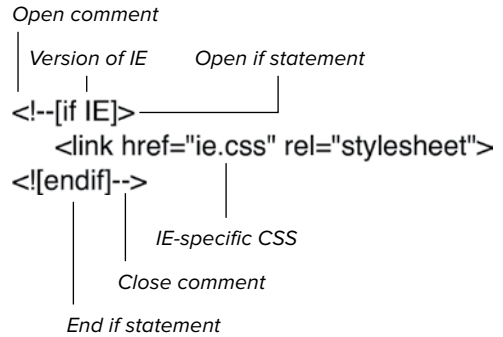 Open comment
Version of IE
Open if statement
<!--[if IE]>
<link href="ie.css" rel="stylesheet">
<![endif]-->
IE-specific CSS
Close comment
End if statement